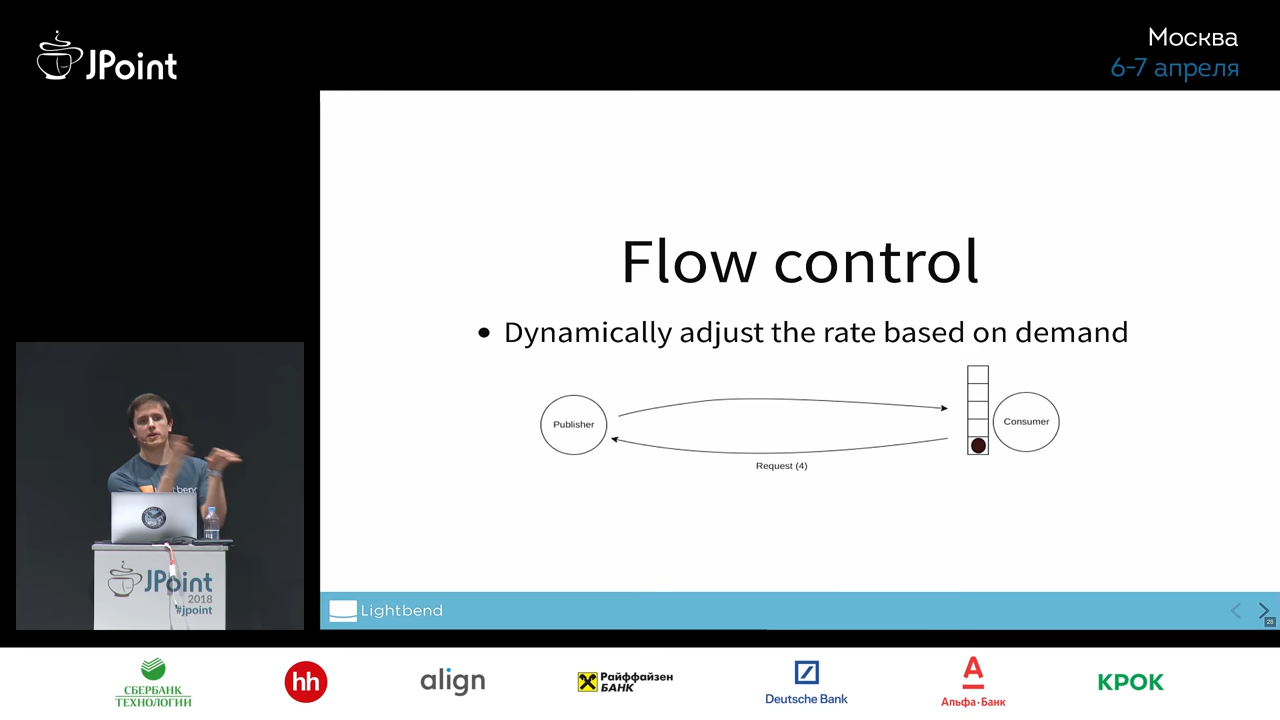 JPoint
Москва
6-7 апреля
Flow control
• Dynamically adjust the rate based on demand
Publisher
Consumer
Request (4)
Lightbend
28
JPoint
2018
#jpoint
СБЕРБАНК
ТЕХНОЛОГИИ
hh
align
Райффайзен
БАНК
Deutsche Bank
А
Альфа·Банк
КРОК